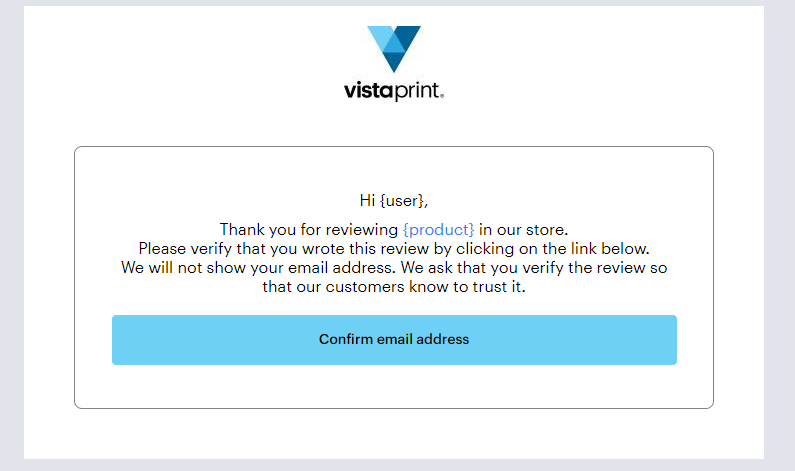 vistaprint.
Hi {user},
Thank you for reviewing {product} in our store.
Please verify that you wrote this review by clicking on the link below.
We will not show your email address. We ask that you verify the review so
that our customers know to trust it.
Confirm email address